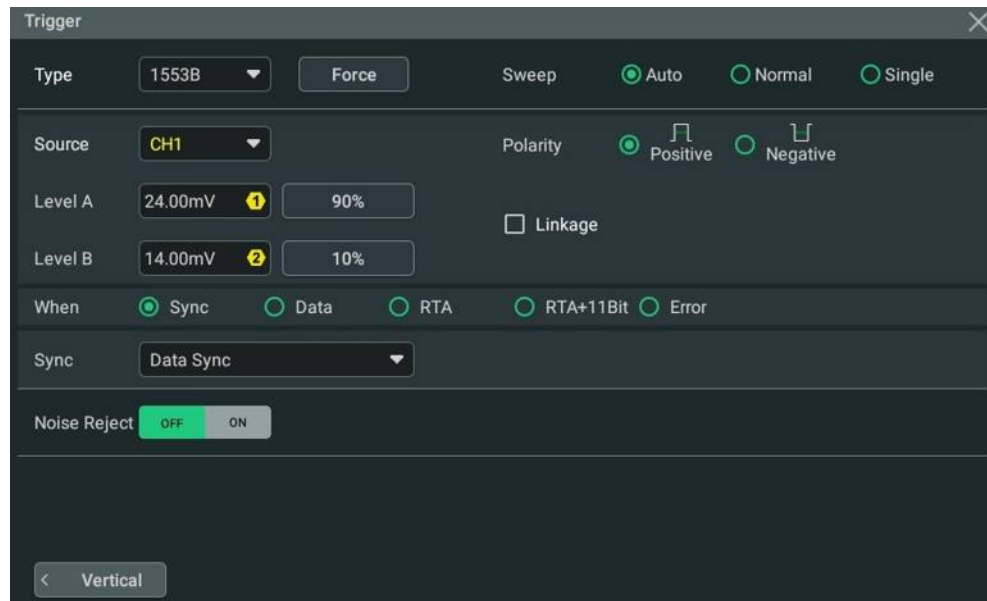 Trigger
Type 1553B Force Sweep Auto Normal Single
Source CH1 Polarity Positive Negative
Level A 24.00mV 1 90%
Linkage
Level B 14.00mV 2 10%
When Sync Data RTA RTA+11Bit Error
Sync Data Sync
Noise Reject OFF ON
< Vertical